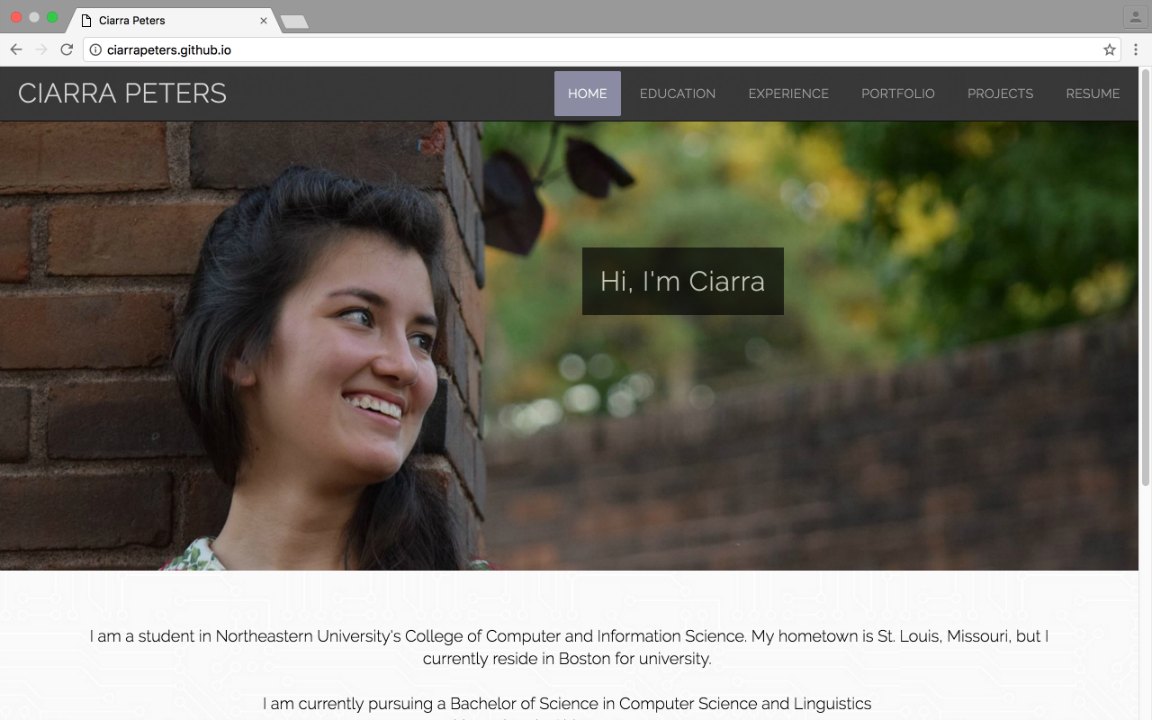 Ciarra Peters
ciarrapeters.github.io
CIARRA PETERS
HOME EDUCATION EXPERIENCE PORTFOLIO PROJECTS RESUME
Hi, I'm Ciarra
I am a student in Northeastern University's College of Computer and Information Science. My hometown is St. Louis, Missouri, but I
currently reside in Boston for university.
I am currently pursuing a Bachelor of Science in Computer Science and Linguistics